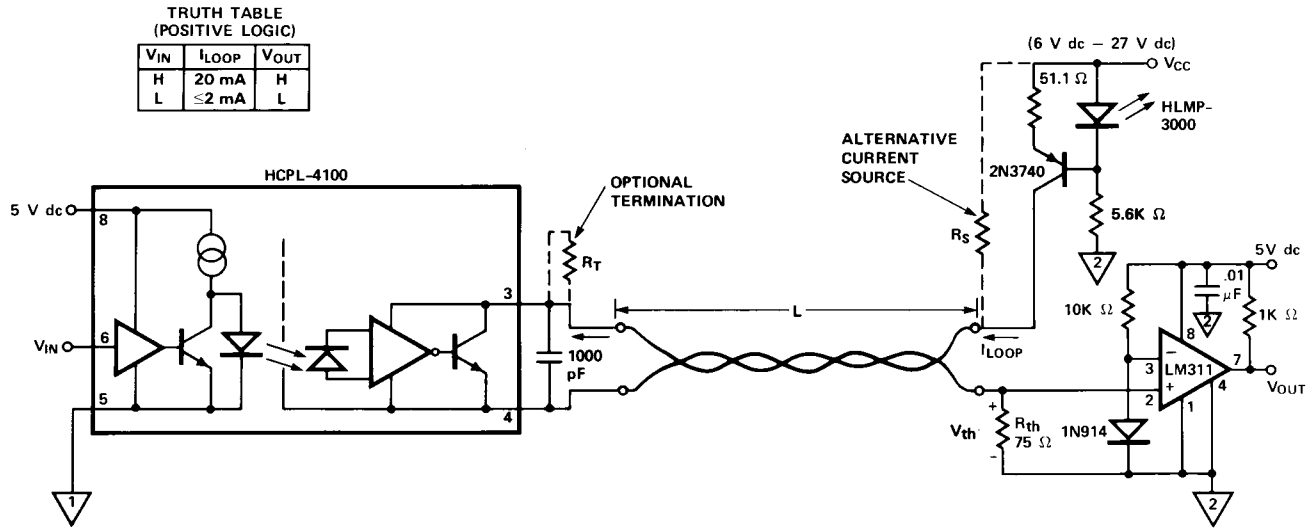 TRUTH TABLE
(POSITIVE LOGIC)
VIN ILOOP VOUT
H 20 mA H
L ≤2 mA L
(6 V dc – 27 V dc)
VCC
51.1 Ω
HLMP-
3000
ALTERNATIVE
CURRENT
SOURCE
2N3740
HCPL-4100
OPTIONAL
TERMINATION
5 V dc
8
RS
5.6K Ω
2
RT
5V dc
3
L
.01
μF
10K Ω
2
1K Ω
8
VIN
6
1000
pF
ILOOP
3
–
LM311
7
VOUT
+
2
4
1
5
4
+
Vth
–
Rth
75 Ω
1N914
1
2